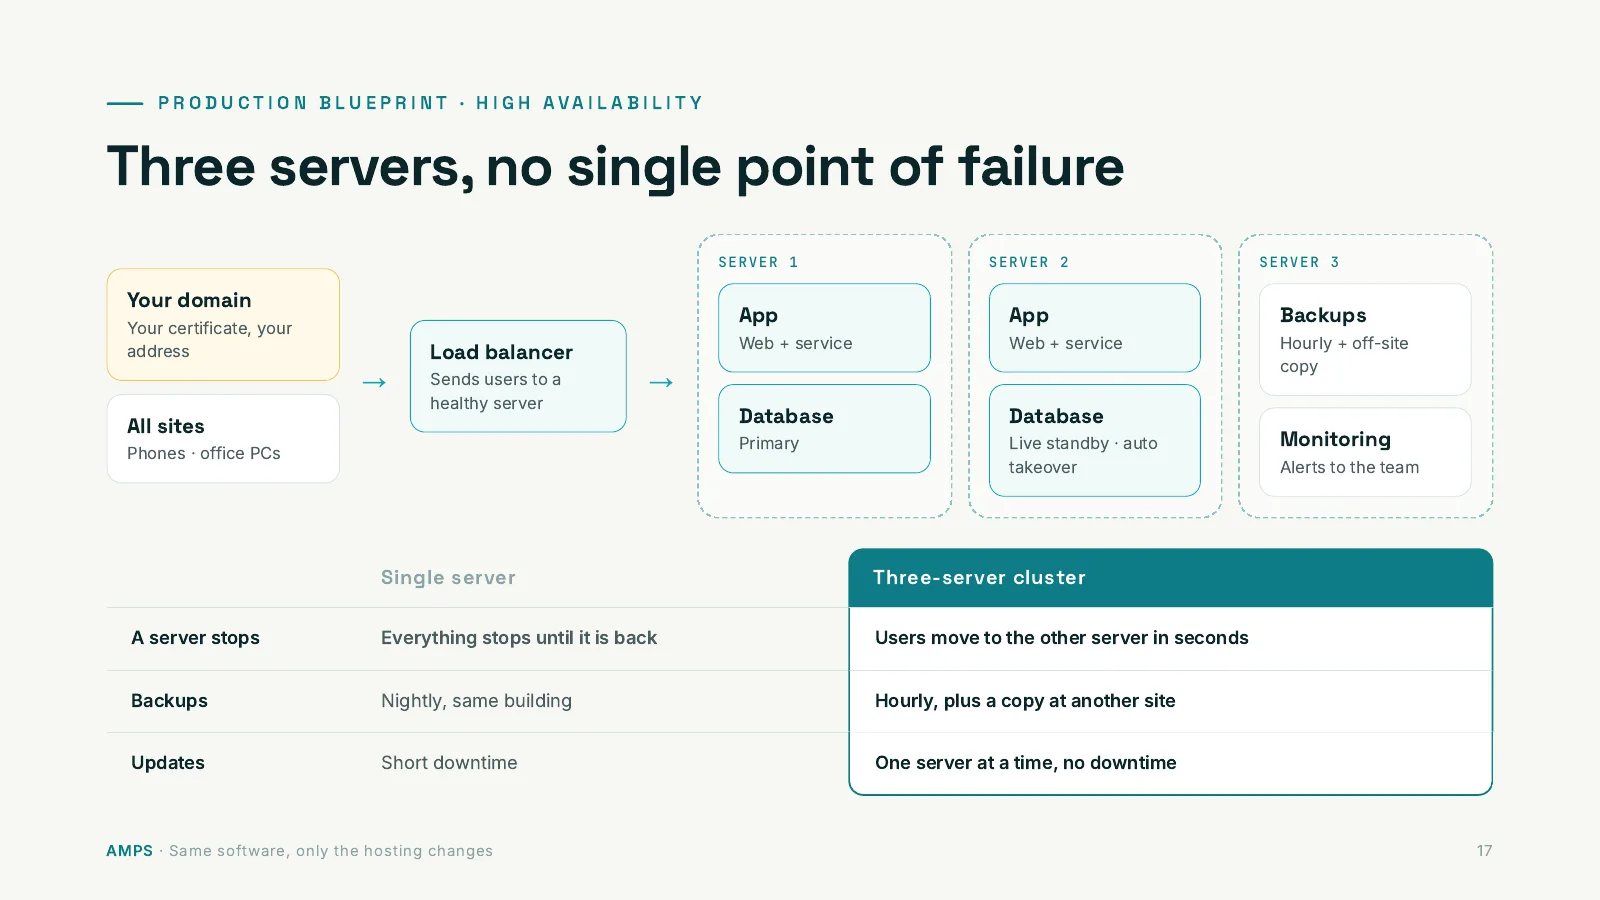 PRODUCTION BLUEPRINT · HIGH AVAILABILITY
Three servers, no single point of failure
Your domain
Your certificate, your
address
All sites
Phones · office PCs
→
Load balancer
Sends users to a
healthy server
→
SERVER 1
App
Web + service
Database
Primary
SERVER 2
App
Web + service
Database
Live standby · auto
takeover
SERVER 3
Backups
Hourly + off-site
copy
Monitoring
Alerts to the team
Single server
Three-server cluster
A server stops
Everything stops until it is back
Users move to the other server in seconds
Backups
Nightly, same building
Hourly, plus a copy at another site
Updates
Short downtime
One server at a time, no downtime
AMPS · Same software, only the hosting changes
17